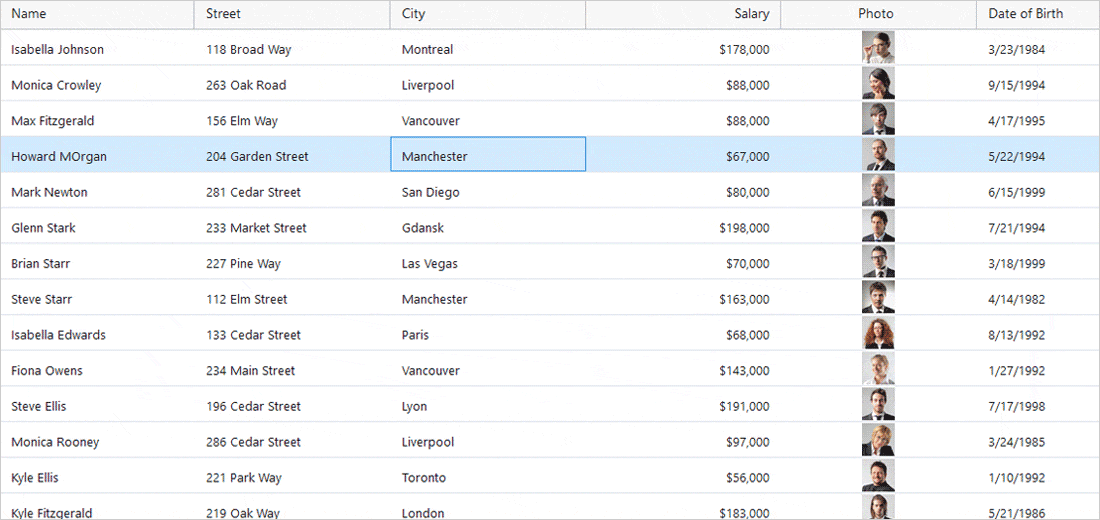 Name Street City Salary Photo Date of Birth
Isabella Johnson 118 Broad Way Montreal $178,000 3/23/1984
Monica Crowley 263 Oak Road Liverpool $88,000 9/15/1994
Max Fitzgerald 156 Elm Way Vancouver $88,000 4/17/1995
Howard MOrgan 204 Garden Street Manchester $67,000 5/22/1994
Mark Newton 281 Cedar Street San Diego $80,000 6/15/1999
Glenn Stark 233 Market Street Gdansk $198,000 7/21/1994
Brian Starr 227 Pine Way Las Vegas $70,000 3/18/1999
Steve Starr 112 Elm Street Manchester $163,000 4/14/1982
Isabella Edwards 133 Cedar Street Paris $68,000 8/13/1992
Fiona Owens 234 Main Street Vancouver $143,000 1/27/1992
Steve Ellis 196 Cedar Street Lyon $191,000 7/17/1998
Monica Rooney 286 Cedar Street Liverpool $97,000 3/24/1985
Kyle Ellis 221 Park Way Toronto $56,000 1/10/1992
Kyle Fitzgerald 219 Oak Way London $183,000 5/21/1986